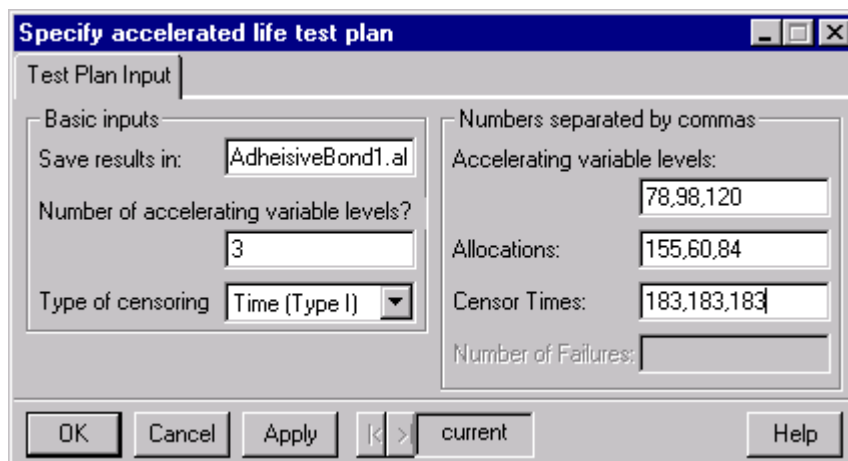 Specify accelerated life test plan
Test Plan Input
Basic inputs
Save results in: AdheisiveBond1.al
Number of accelerating variable levels?
3
Type of censoring Time (Type I)
Numbers separated by commas
Accelerating variable levels:
78,98,120
Allocations: 155,60,84
Censor Times: 183,183,183
Number of Failures:
OK Cancel Apply current Help